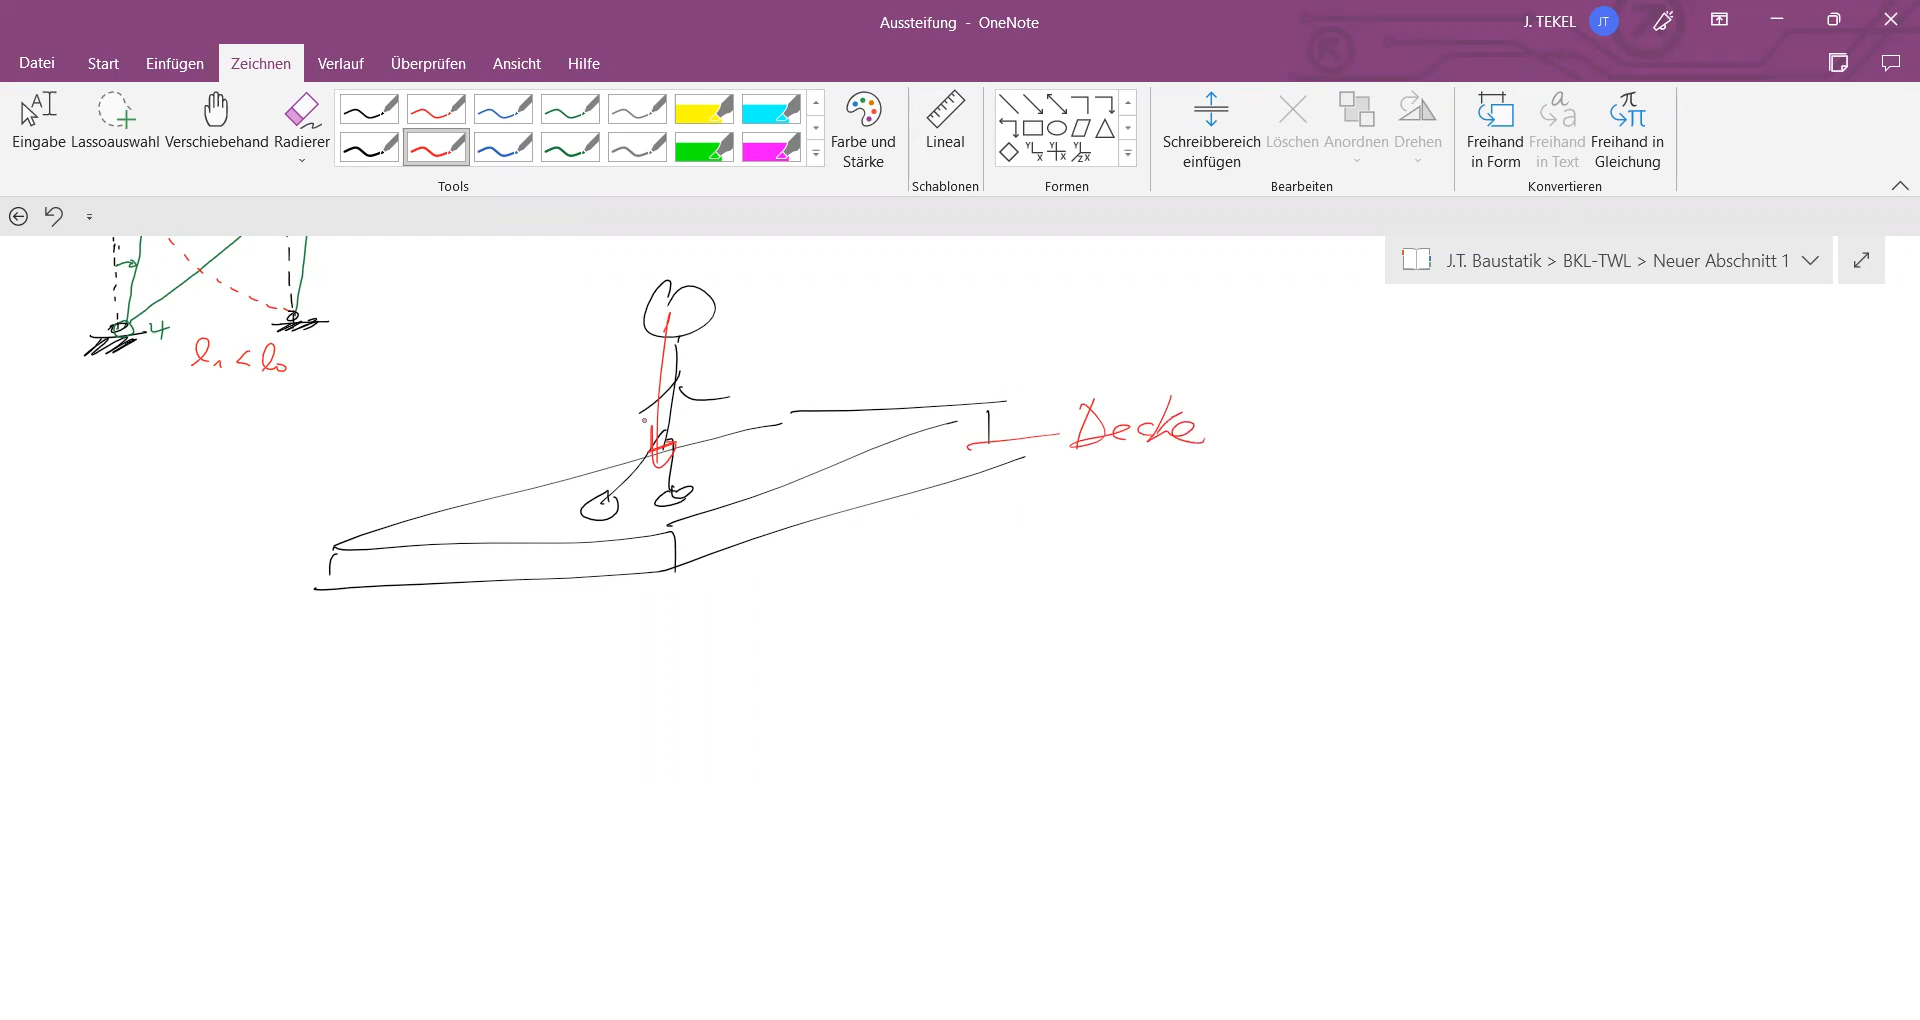 Aussteifung - OneNote
J. TEKEL
JT
Datei Start Einfügen Zeichnen Verlauf Überprüfen Ansicht Hilfe
Eingabe Lassoauswahl Verschiebehand Radierer
Farbe und
Stärke
Lineal
Schreibbereich
einfügen
Löschen Anordnen Drehen
Freihand
in Form
Freihand
in Text
Freihand in
Gleichung
Tools Schablonen Formen Bearbeiten Konvertieren
J.T. Baustatik > BKL-TWL > Neuer Abschnitt 1
4
l₁ < l₀
Decke